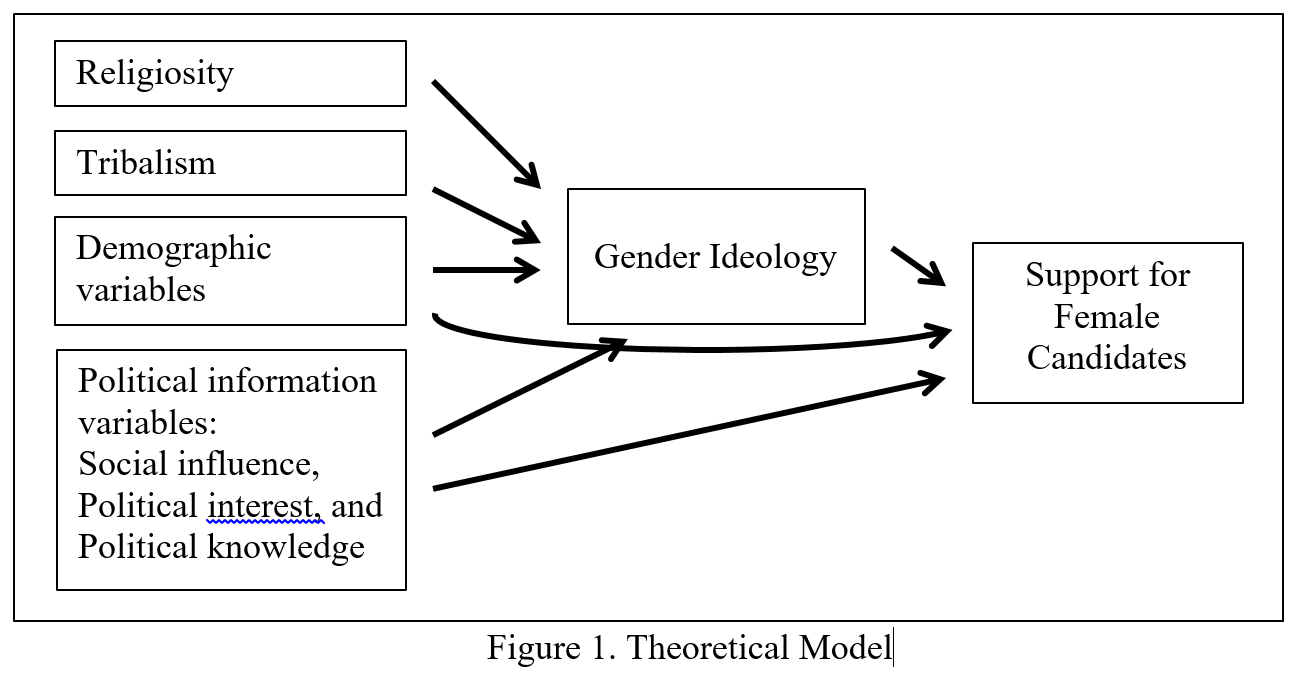 Religiosity
Tribalism
Demographic
variables
Political information
variables:
Social influence,
Political interest, and
Political knowledge
Gender Ideology
Support for
Female
Candidates
Figure 1. Theoretical Model